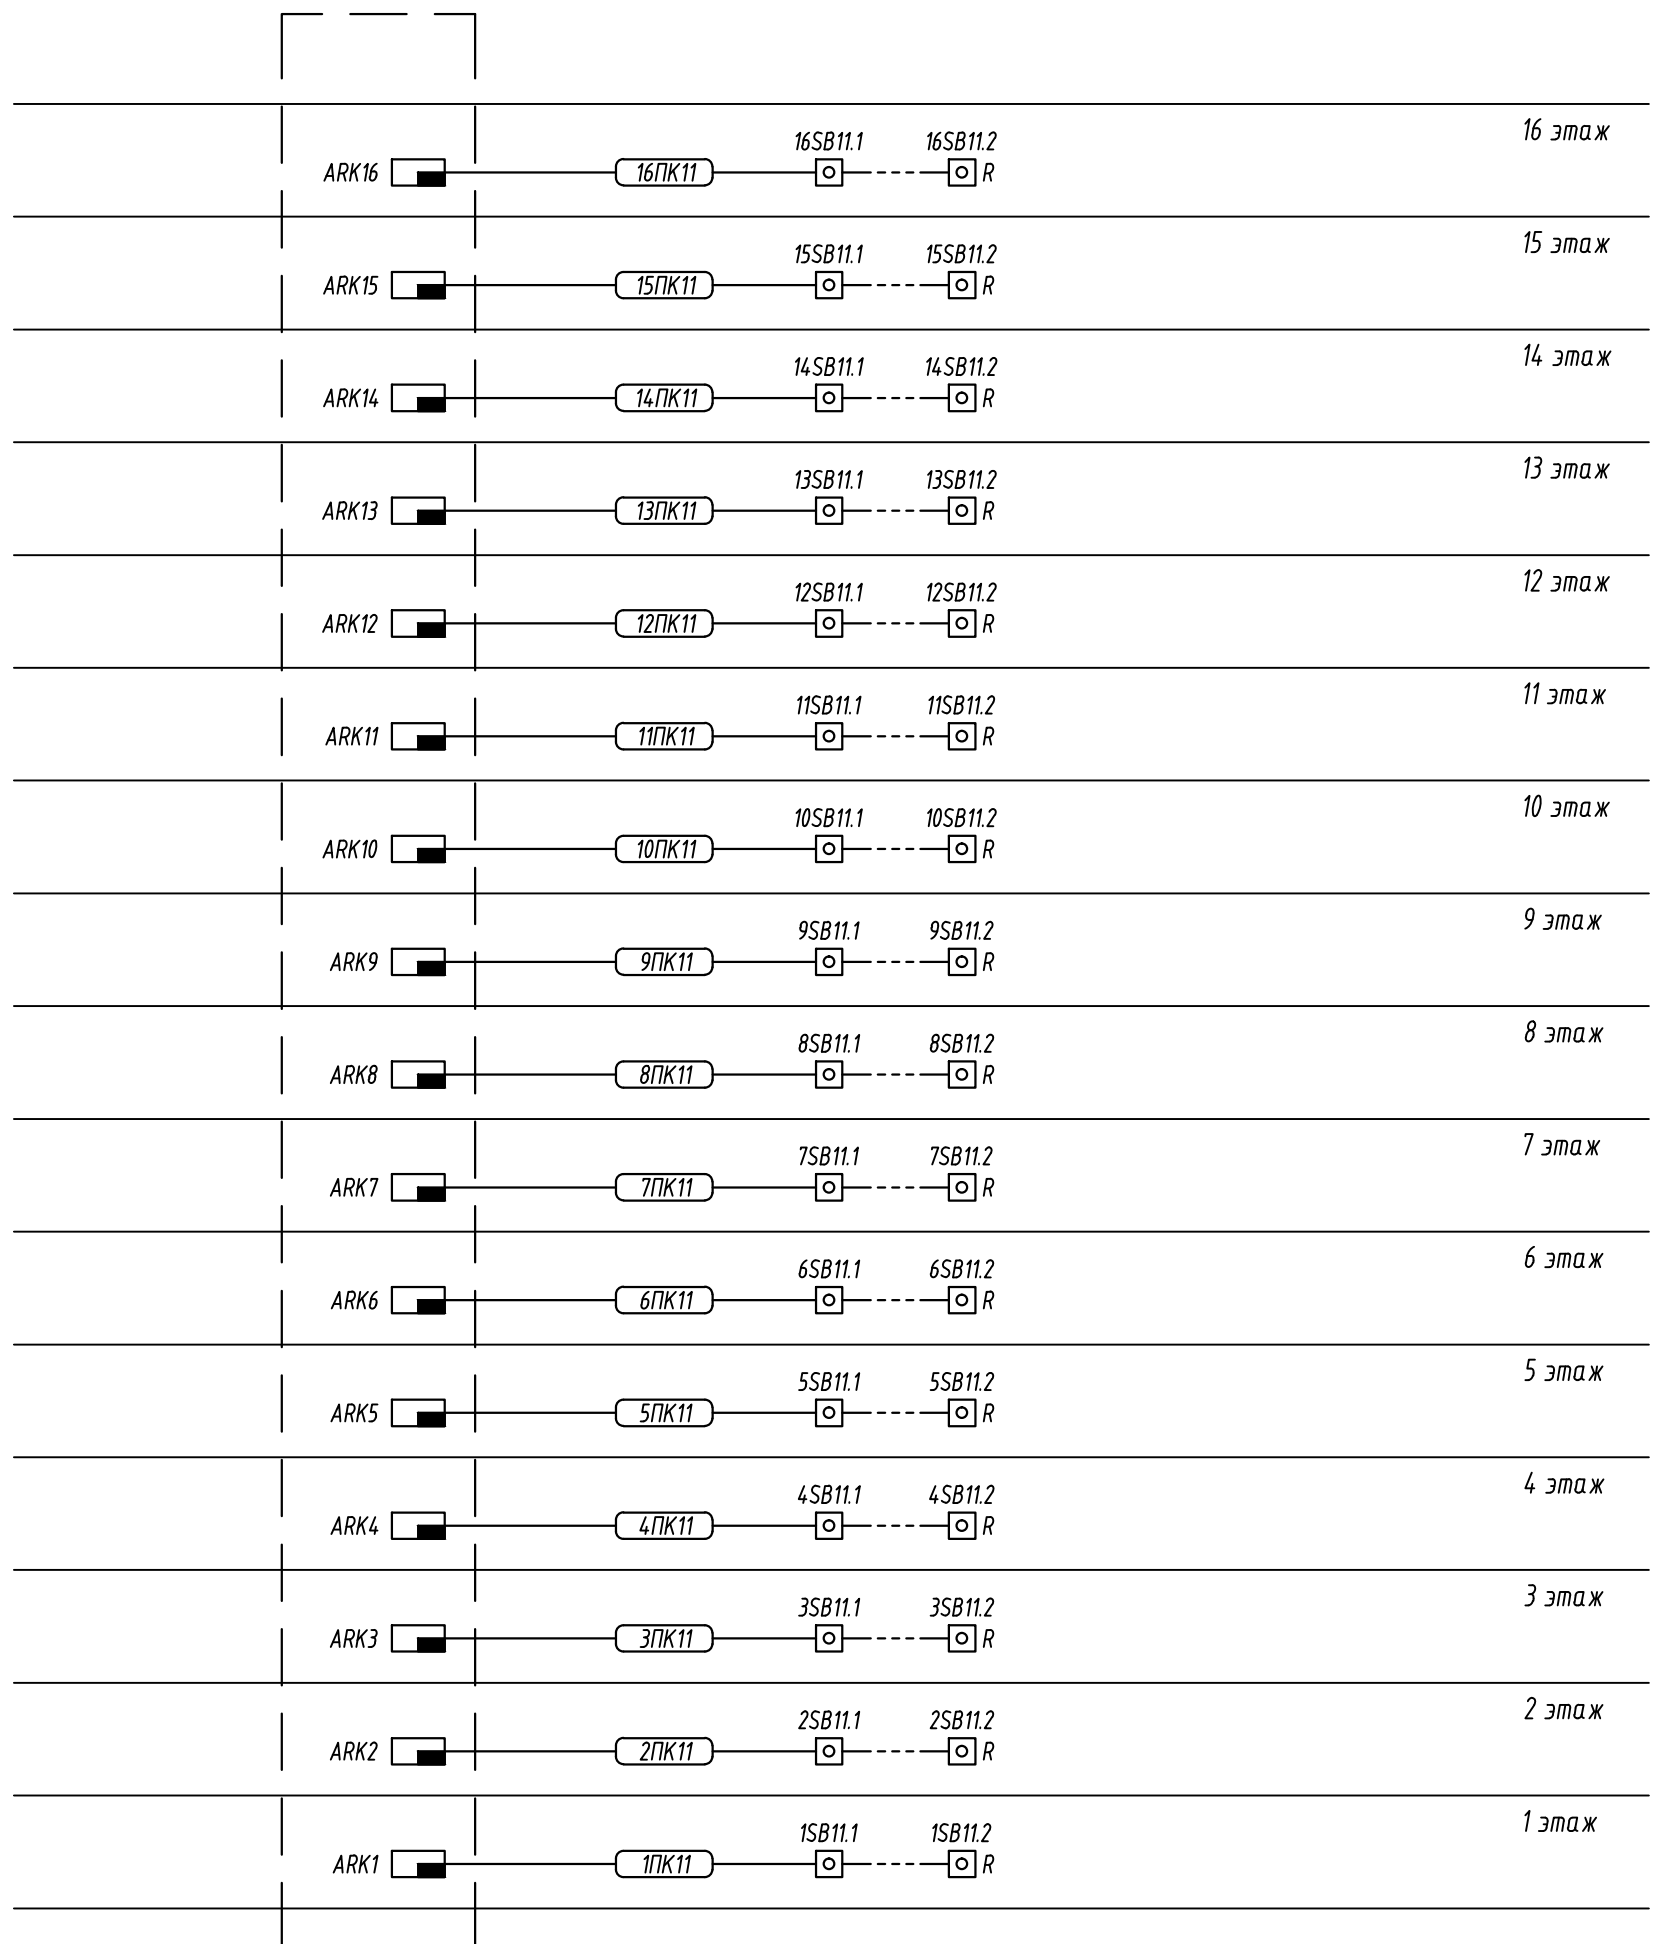 16 этаж
16SB11.1 16SB11.2
ARK16 16ПК11 R
15 этаж
15SB11.1 15SB11.2
ARK15 15ПК11 R
14 этаж
14SB11.1 14SB11.2
ARK14 14ПК11 R
13 этаж
13SB11.1 13SB11.2
ARK13 13ПК11 R
12 этаж
12SB11.1 12SB11.2
ARK12 12ПК11 R
11 этаж
11SB11.1 11SB11.2
ARK11 11ПК11 R
10 этаж
10SB11.1 10SB11.2
ARK10 10ПК11 R
9 этаж
9SB11.1 9SB11.2
ARK9 9ПК11 R
8 этаж
8SB11.1 8SB11.2
ARK8 8ПК11 R
7 этаж
7SB11.1 7SB11.2
ARK7 7ПК11 R
6 этаж
6SB11.1 6SB11.2
ARK6 6ПК11 R
5 этаж
5SB11.1 5SB11.2
ARK5 5ПК11 R
4 этаж
4SB11.1 4SB11.2
ARK4 4ПК11 R
3 этаж
3SB11.1 3SB11.2
ARK3 3ПК11 R
2 этаж
2SB11.1 2SB11.2
ARK2 2ПК11 R
1 этаж
1SB11.1 1SB11.2
ARK1 1ПК11 R